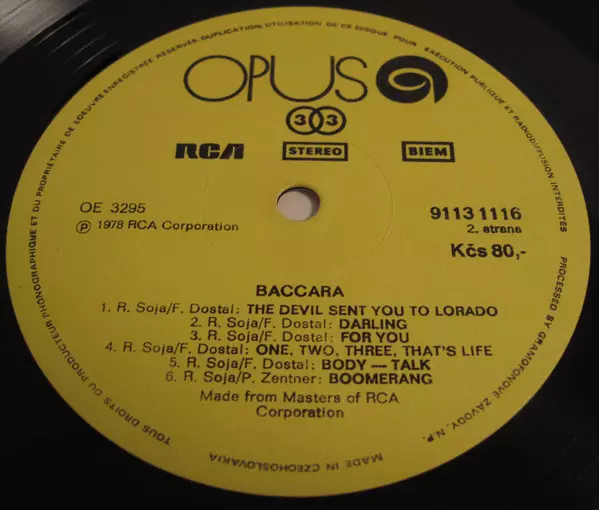 TOUS DROITS DU PRODUCTEUR PHONOGRAPHIQUE ET DU PROPRIÉTAIRE DE L'OEUVRE ENREGISTRÉE RÉSERVÉS. DUPLICATION, UTILISATION DE CE DISQUE POUR EXÉCUTION PUBLIQUE ET RADIODIFFUSION INTERDITES
OPUS
33
RCA STEREO BIEM
OE 3295
Ⓟ 1978 RCA Corporation
9113 1116
2. strana
Kčs 80,-
BACCARA
1. R. Soja/F. Dostal: THE DEVIL SENT YOU TO LORADO
2. R. Soja/F. Dostal: DARLING
3. R. Soja/F. Dostal: FOR YOU
4. R. Soja/F. Dostal: ONE, TWO, THREE, THAT'S LIFE
5. R. Soja/F. Dostal: BODY — TALK
6. R. Soja/P. Zentner: BOOMERANG
Made from Masters of RCA
Corporation
MADE IN CZECHOSLOVAKIA
PROCESSED BY GRAMOFONOVÉ ZÁVODY, N.P.